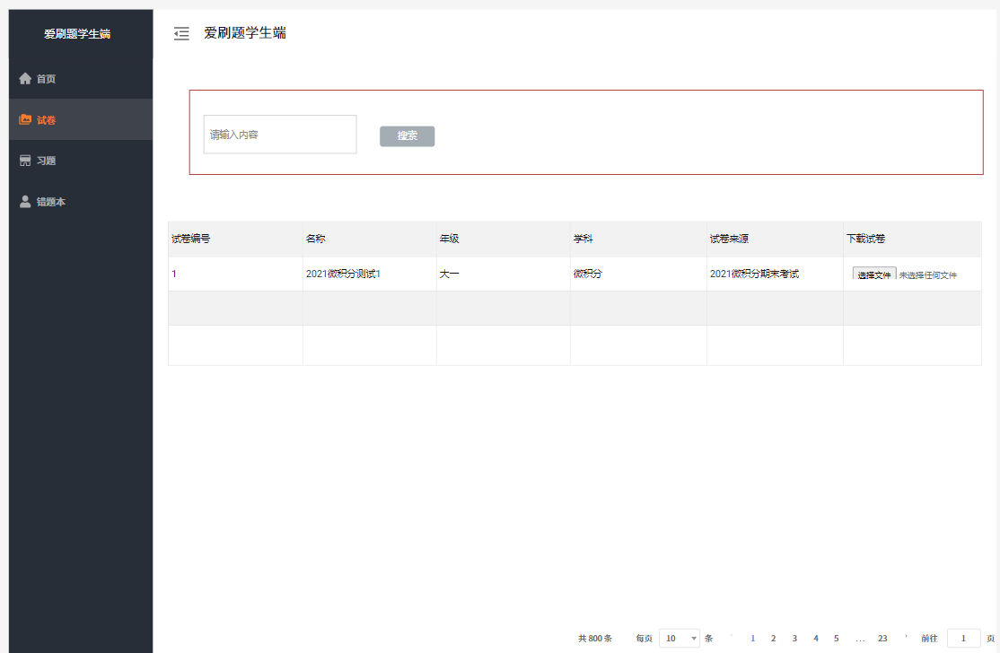 爱刷题学生端
爱刷题学生端
首页
试卷
习题
错题本
请输入内容 搜索
试卷编号 名称 年级 学科 试卷来源 下载试卷
1 2021微积分测试1 大一 微积分 2021微积分期末考试 选择文件 未选择任何文件
共 800 条 每页 10 条 1 2 3 4 5 ... 23 前往 1 页